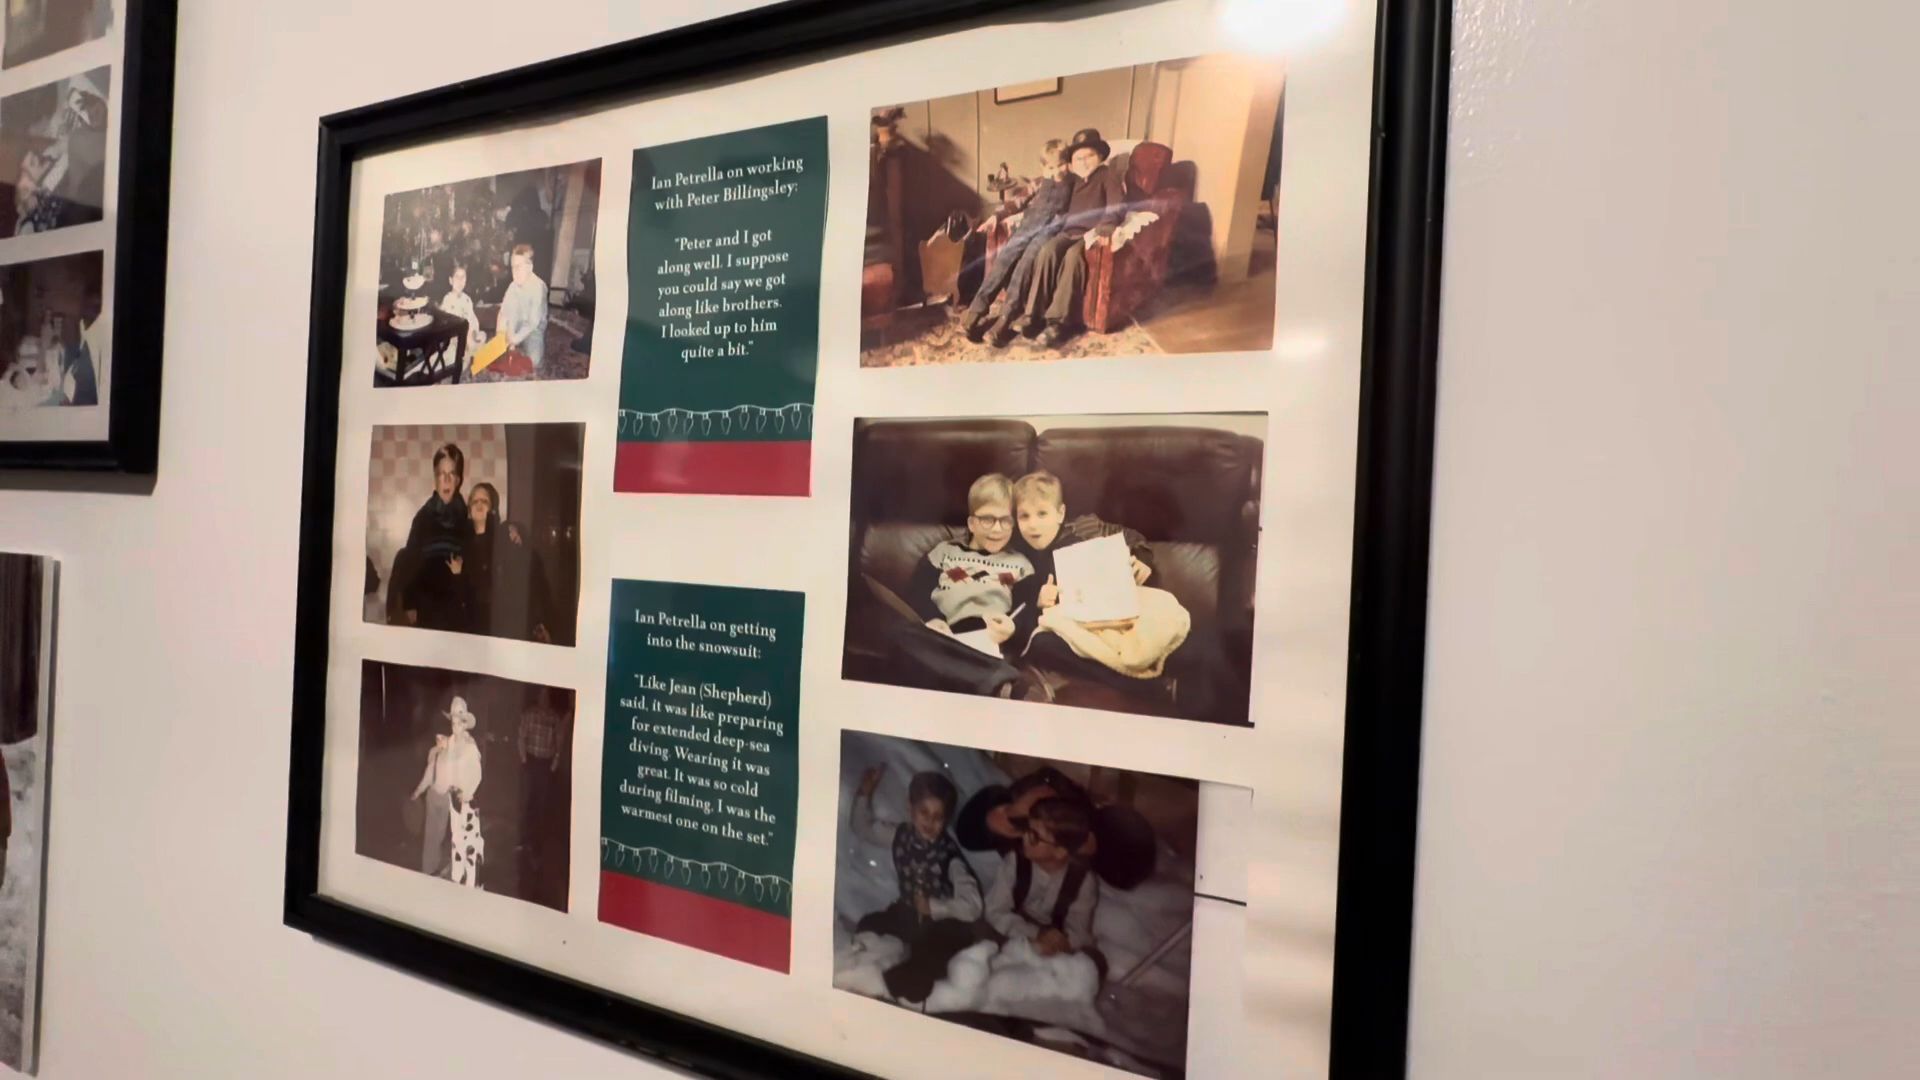 Ian Petrella on working
with Peter Billingsley:
"Peter and I got
along well. I suppose
you could say we got
along like brothers.
I looked up to him
quite a bit."
Ian Petrella on getting
into the snowsuit:
"Like Jean (Shepherd)
said, it was like preparing
for extended deep-sea
diving. Wearing it was
great. It was so cold
during filming, I was the
warmest one on the set."